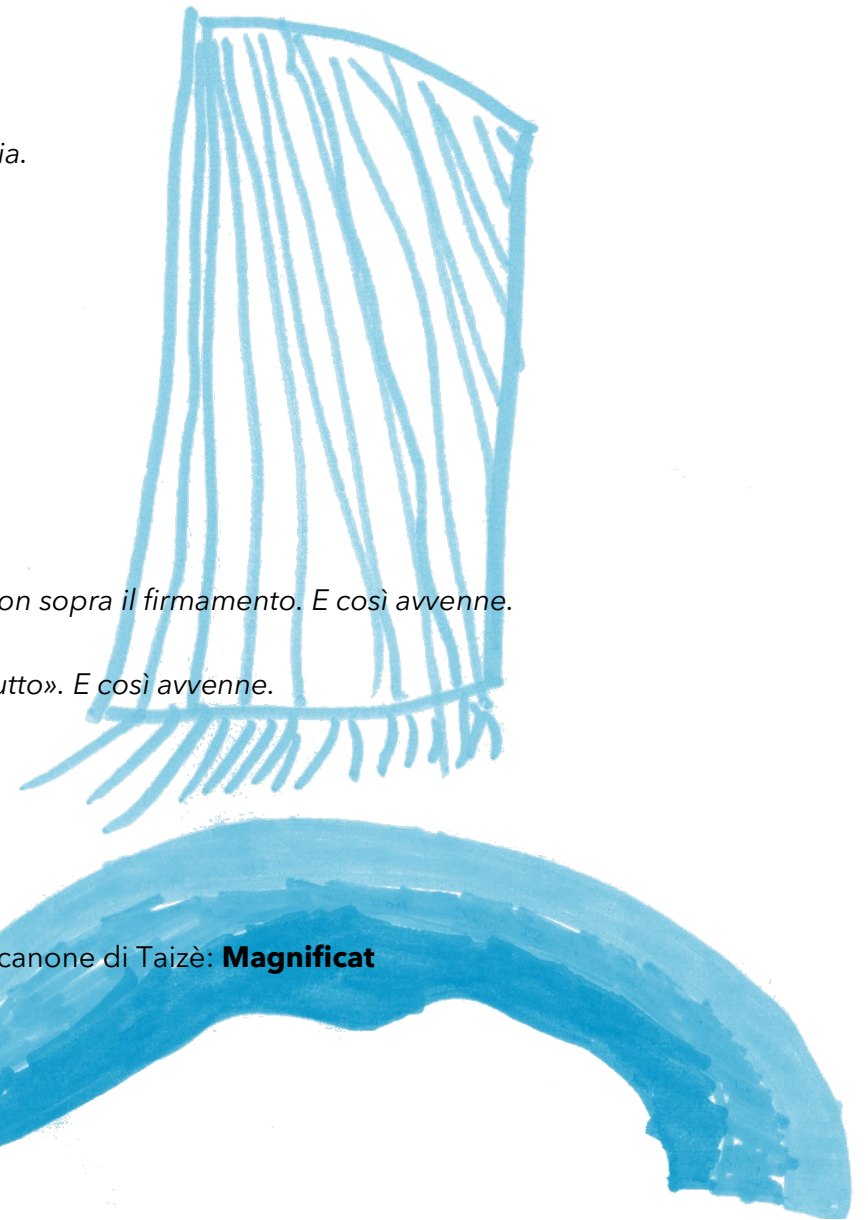 ia.
on sopra il firmamento. E così avvenne.
utto». E così avvenne.
canone di Taizè: Magnificat